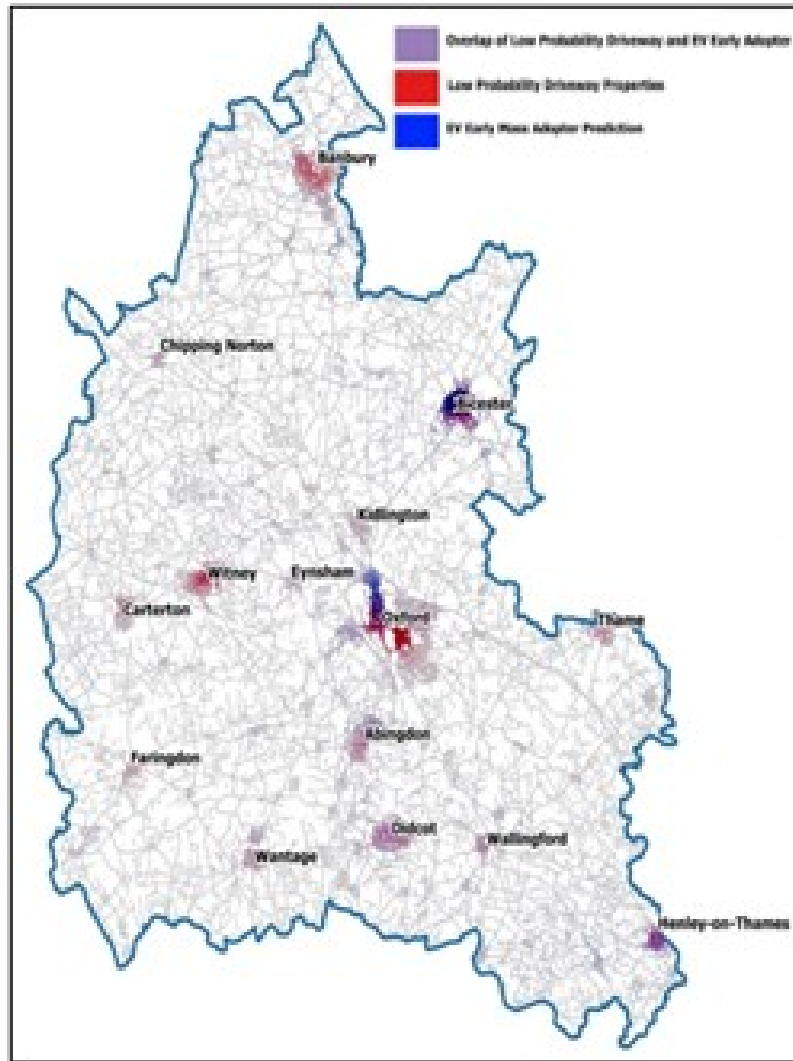 Overlap of Low Probability Driveway and EV Early Adopter
Low Probability Driveway Properties
EV Early Mass Adopter Prediction
Banbury
Chipping Norton
Bicester
Kidlington
Witney
Eynsham
Carterton
Oxford
Thame
Abingdon
Faringdon
Didcot
Wallingford
Wantage
Henley-on-Thames